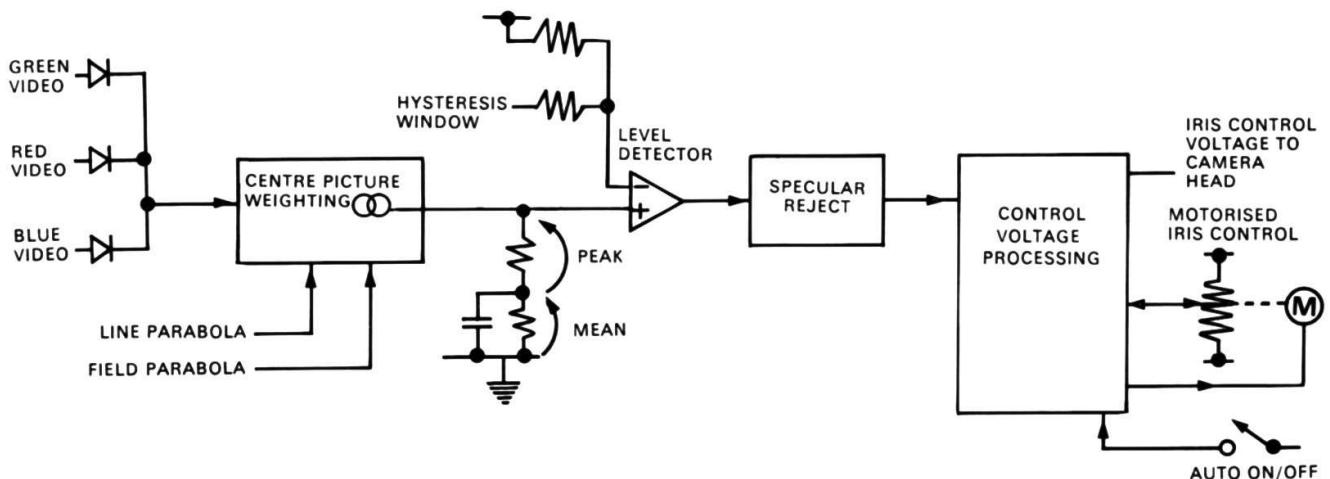 GREEN
VIDEO
RED
VIDEO
BLUE
VIDEO
CENTRE PICTURE
WEIGHTING
LINE PARABOLA
FIELD PARABOLA
HYSTERESIS
WINDOW
PEAK
MEAN
LEVEL
DETECTOR
-
+
SPECULAR
REJECT
CONTROL
VOLTAGE
PROCESSING
IRIS CONTROL
VOLTAGE TO
CAMERA
HEAD
MOTORISED
IRIS CONTROL
M
AUTO ON/OFF